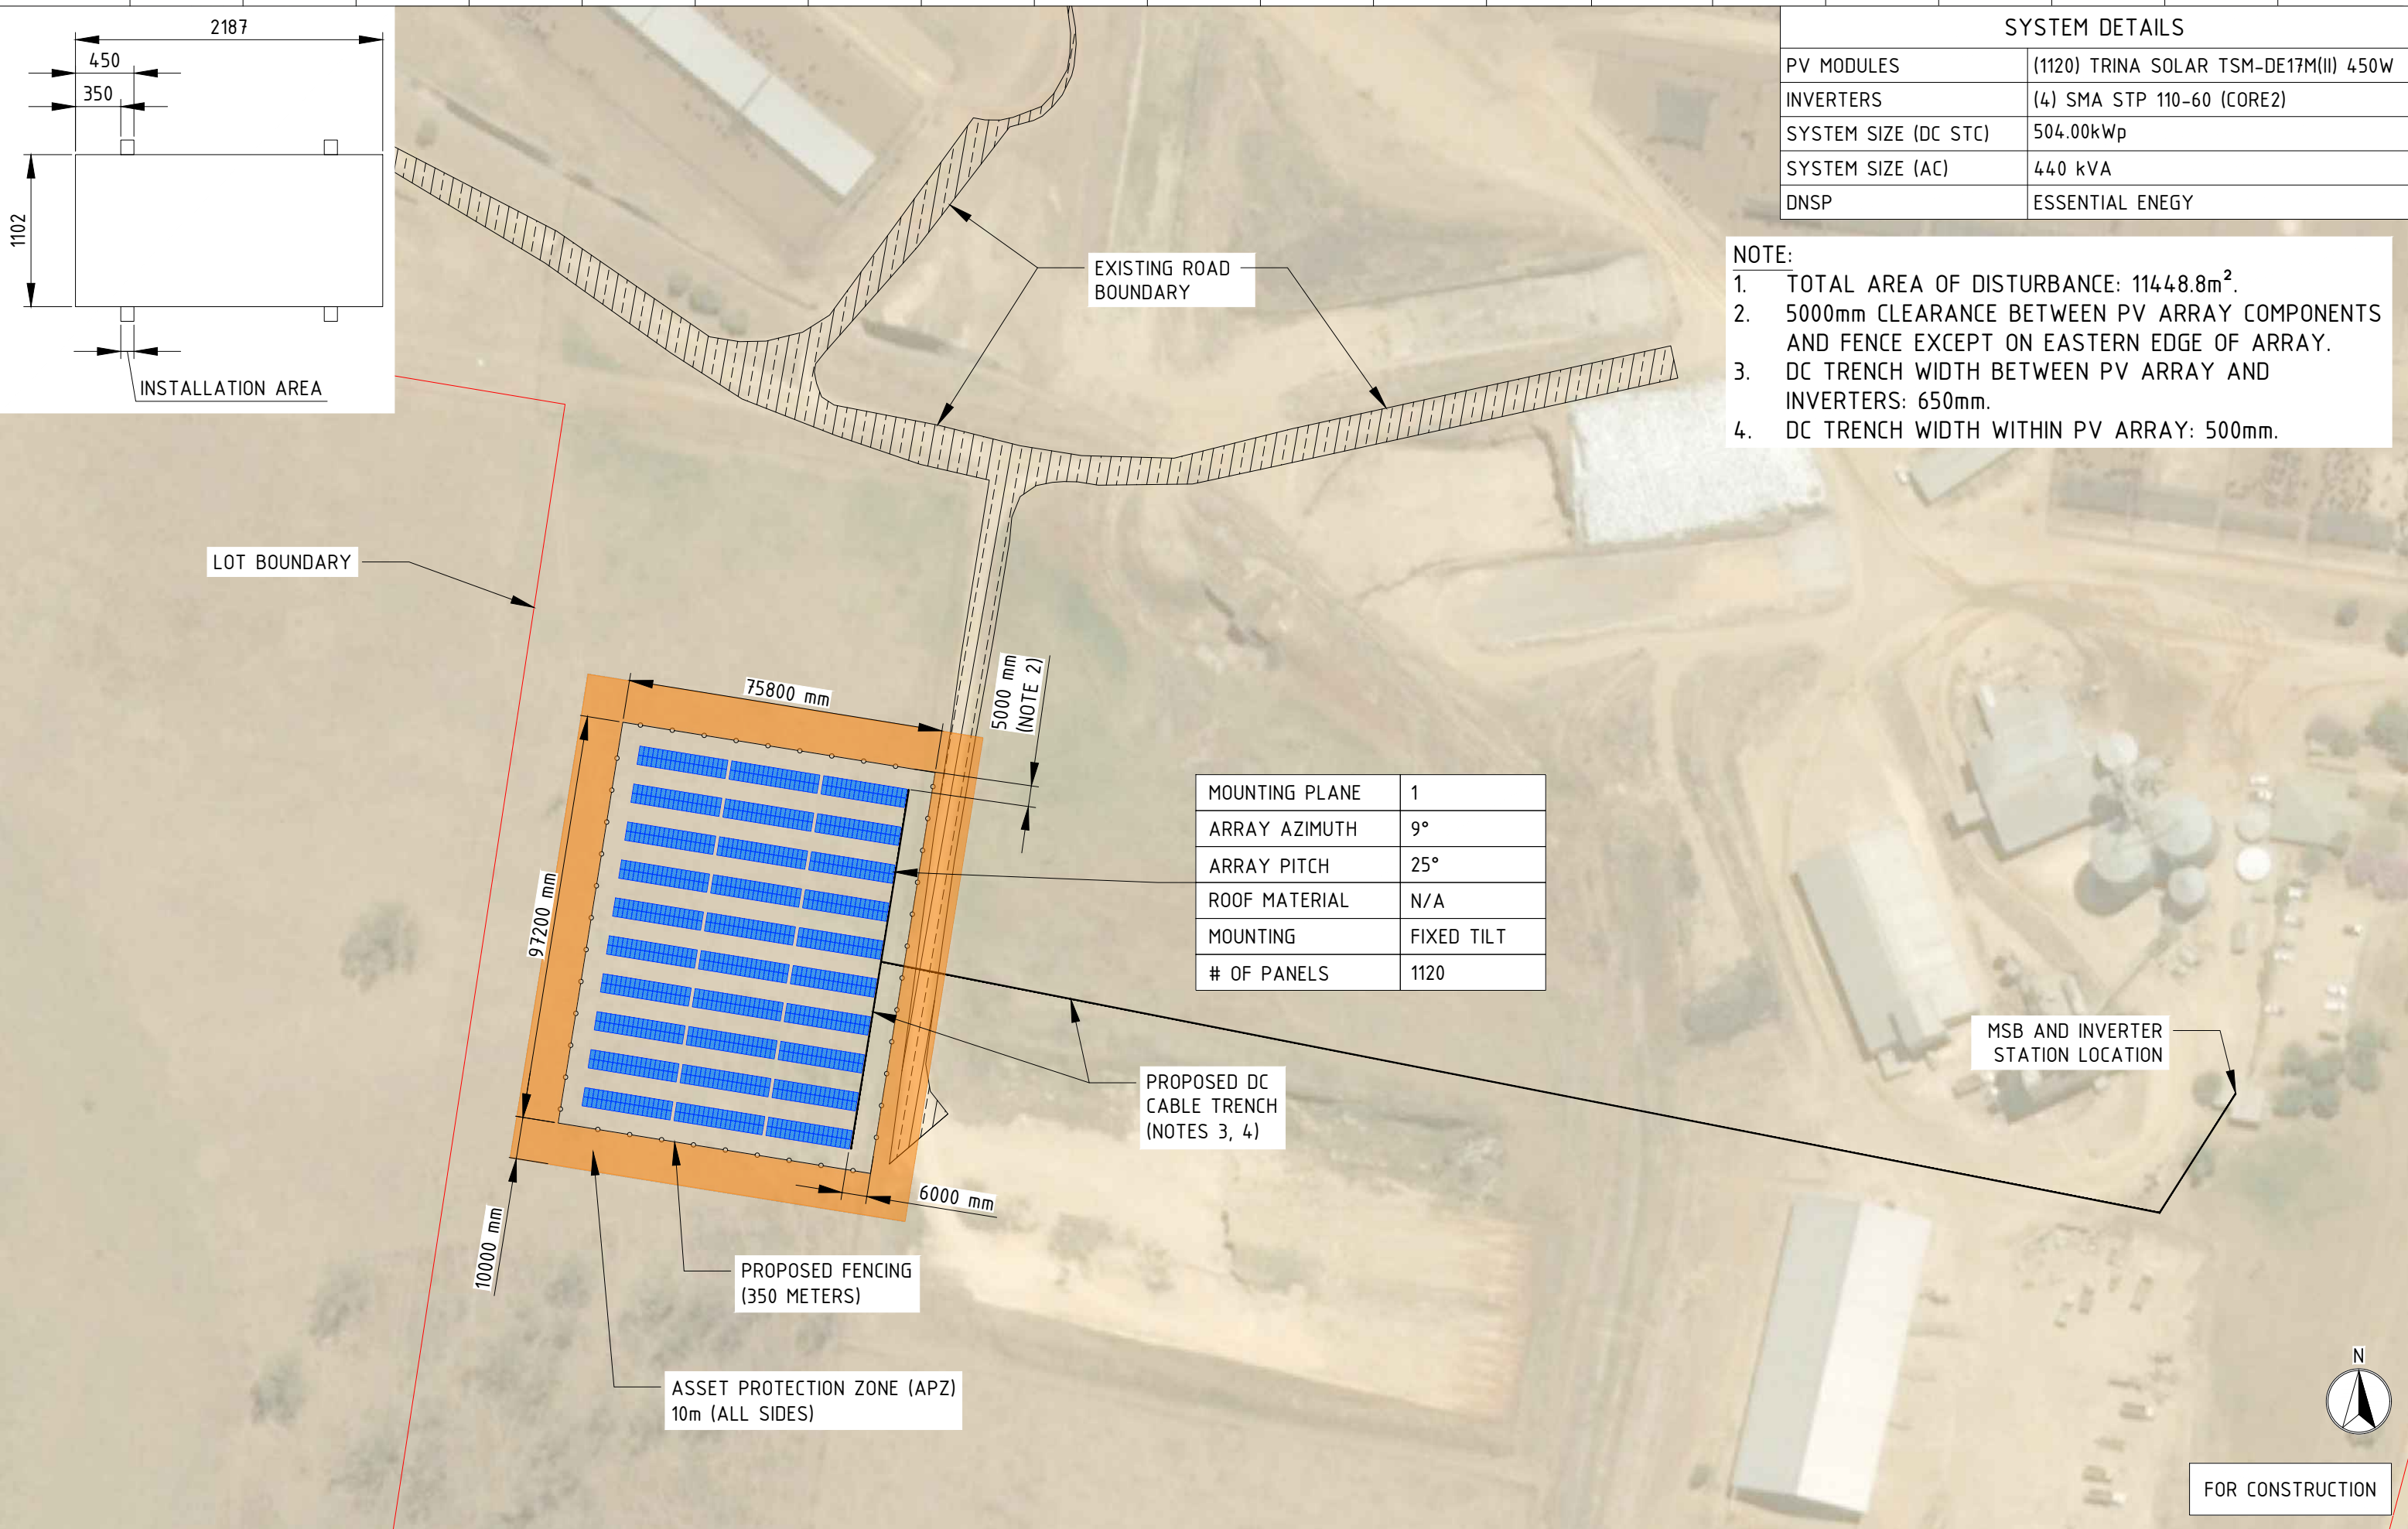 2187
450
350
1102
INSTALLATION AREA
SYSTEM DETAILS
PV MODULES (1120) TRINA SOLAR TSM-DE17M(II) 450W
INVERTERS (4) SMA STP 110-60 (CORE2)
SYSTEM SIZE (DC STC) 504.00kWp
SYSTEM SIZE (AC) 440 kVA
DNSP ESSENTIAL ENEGY
NOTE:
1. TOTAL AREA OF DISTURBANCE: 11448.8m².
2. 5000mm CLEARANCE BETWEEN PV ARRAY COMPONENTS
AND FENCE EXCEPT ON EASTERN EDGE OF ARRAY.
3. DC TRENCH WIDTH BETWEEN PV ARRAY AND
INVERTERS: 650mm.
4. DC TRENCH WIDTH WITHIN PV ARRAY: 500mm.
EXISTING ROAD
BOUNDARY
LOT BOUNDARY
75800 mm
5000 mm
(NOTE 2)
97200 mm
MOUNTING PLANE 1
ARRAY AZIMUTH 9°
ARRAY PITCH 25°
ROOF MATERIAL N/A
MOUNTING FIXED TILT
# OF PANELS 1120
MSB AND INVERTER
STATION LOCATION
PROPOSED DC
CABLE TRENCH
(NOTES 3, 4)
6000 mm
10000 mm
PROPOSED FENCING
(350 METERS)
ASSET PROTECTION ZONE (APZ)
10m (ALL SIDES)
N
FOR CONSTRUCTION